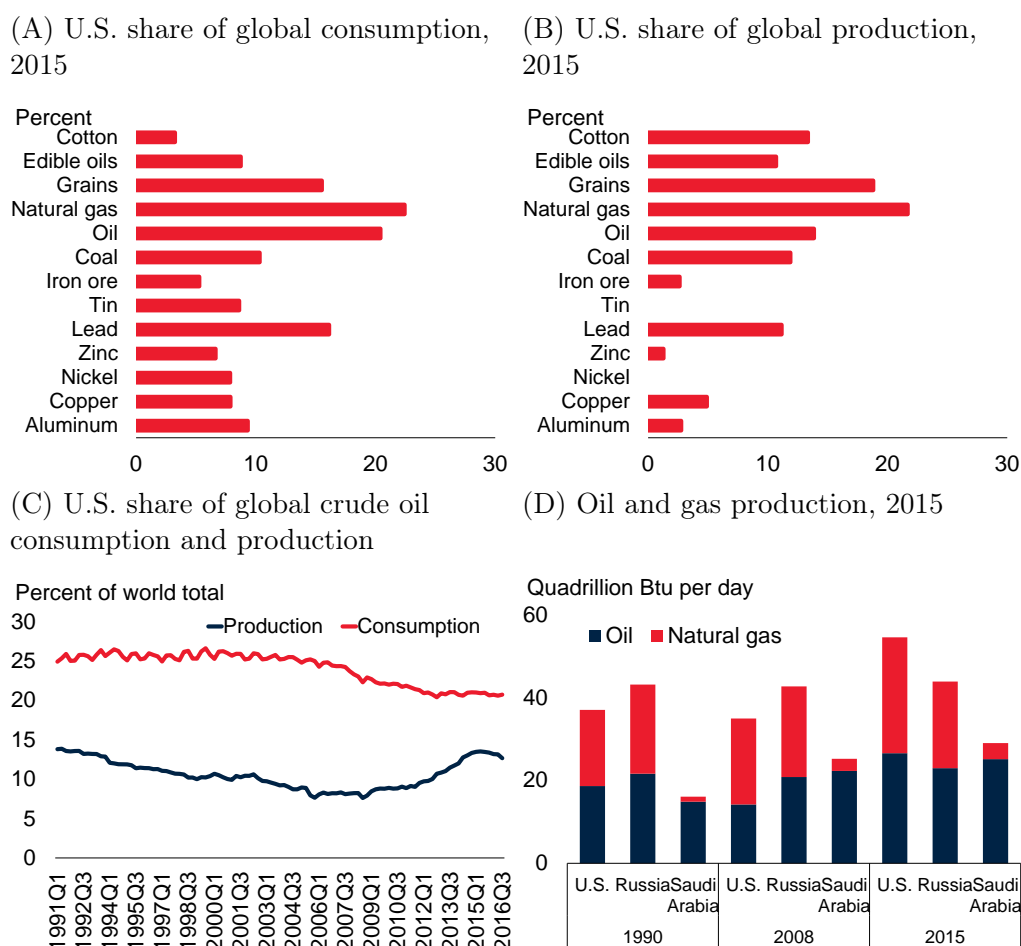 (A) U.S. share of global consumption,
2015
Percent
Cotton
Edible oils
Grains
Natural gas
Oil
Coal
Iron ore
Tin
Lead
Zinc
Nickel
Copper
Aluminum
0 10 20 30
(B) U.S. share of global production,
2015
Percent
Cotton
Edible oils
Grains
Natural gas
Oil
Coal
Iron ore
Tin
Lead
Zinc
Nickel
Copper
Aluminum
0 10 20 30
(C) U.S. share of global crude oil
consumption and production
Percent of world total
Production Consumption
30
25
20
15
10
5
0
1991Q1
1992Q3
1994Q1
1995Q3
1997Q1
1998Q3
2000Q1
2001Q3
2003Q1
2004Q3
2006Q1
2007Q3
2009Q1
2010Q3
2012Q1
2013Q3
2015Q1
2016Q3
(D) Oil and gas production, 2015
Quadrillion Btu per day
Oil Natural gas
60
40
20
0
U.S. Russia Saudi U.S. Russia Saudi U.S. Russia Saudi
Arabia Arabia Arabia
1990 2008 2015